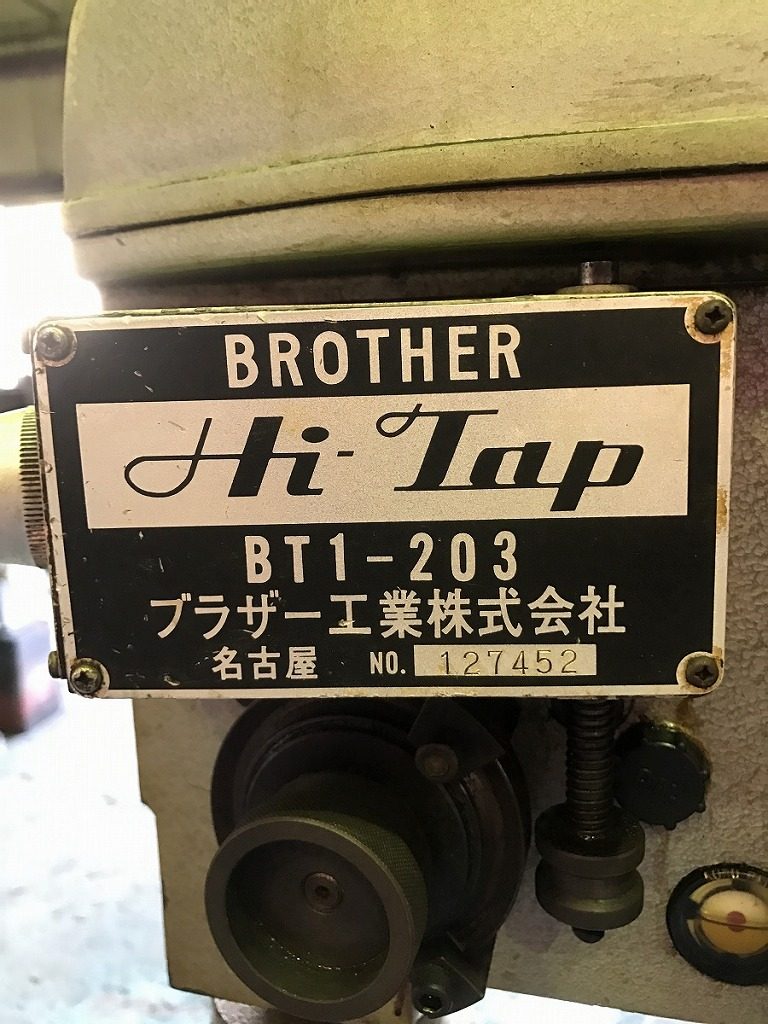 BROTHER
Hi-Tap
BT1-203
ブラザー工業株式会社
名古屋 NO. 127452